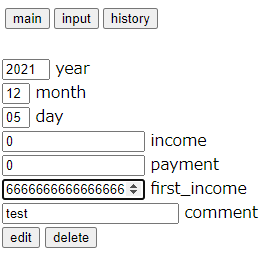 main input history
2021 year
12 month
05 day
0 income
0 payment
6666666666666666 first_income
test comment
edit delete